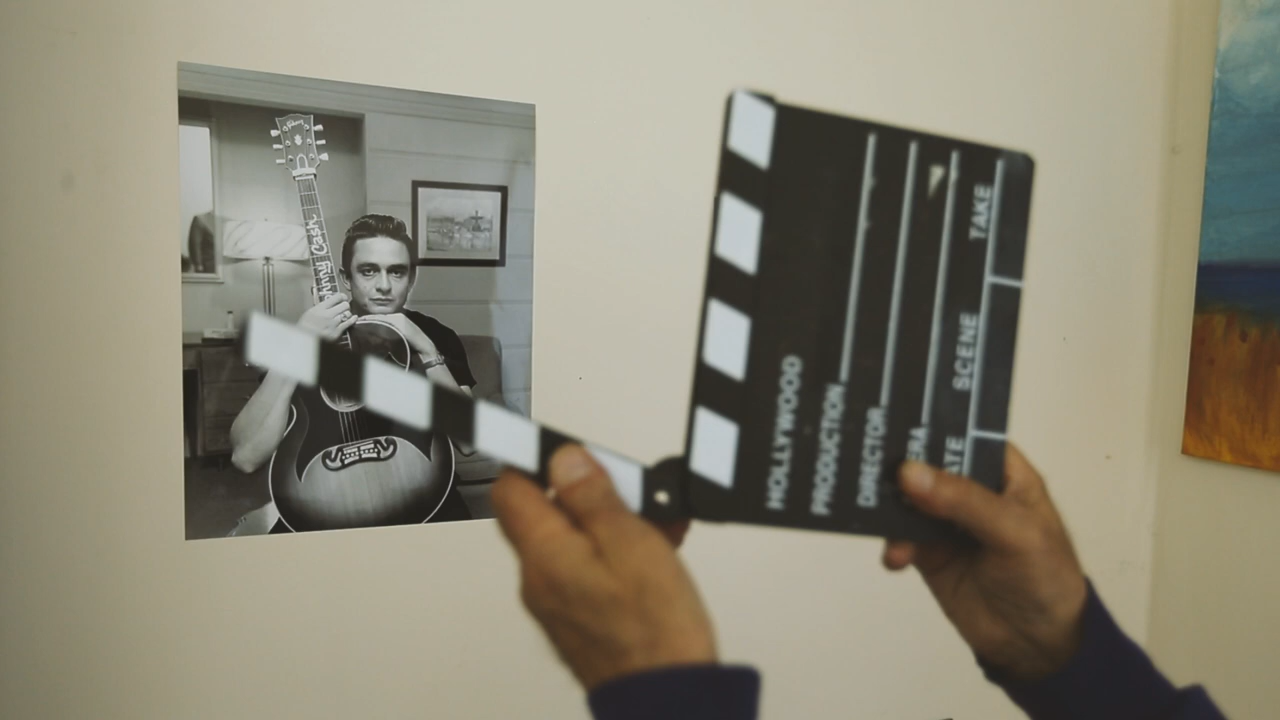 Johnny Cash
HOLLYWOOD
PRODUCTION
DIRECTOR
TAKE
SCENE